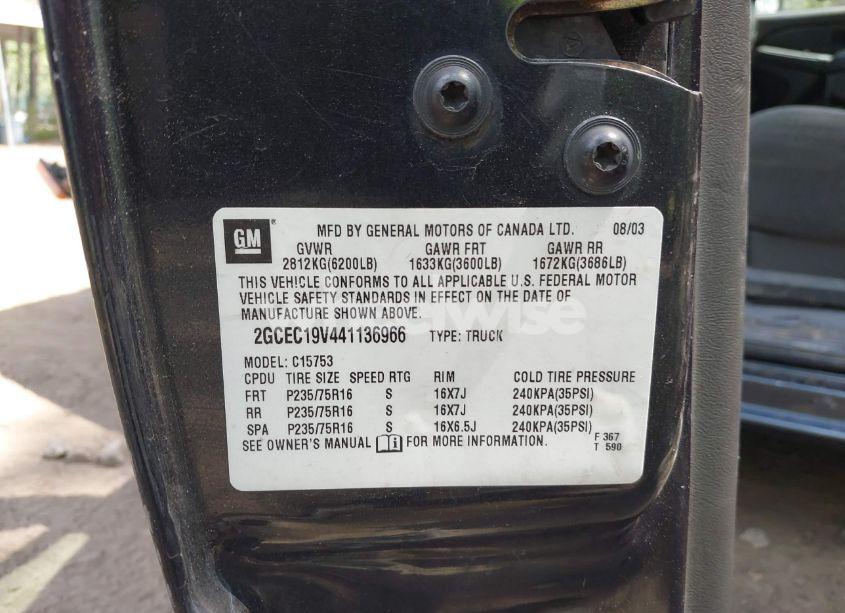 GM ® MFD BY GENERAL MOTORS OF CANADA LTD. 08/03
GVWR GAWR FRT GAWR RR
2812KG(6200LB) 1633KG(3600LB) 1672KG(3686LB)
THIS VEHICLE CONFORMS TO ALL APPLICABLE U.S. FEDERAL MOTOR
VEHICLE SAFETY STANDARDS IN EFFECT ON THE DATE OF
MANUFACTURE SHOWN ABOVE.
2GCEC19V441136966 TYPE: TRUCK
MODEL: C15753
CPDU TIRE SIZE SPEED RTG RIM COLD TIRE PRESSURE
FRT P235/75R16 S 16X7J 240KPA(35PSI)
RR P235/75R16 S 16X7J 240KPA(35PSI)
SPA P235/75R16 S 16X6.5J 240KPA(35PSI)
SEE OWNER'S MANUAL FOR MORE INFORMATION.
F 367
T 590